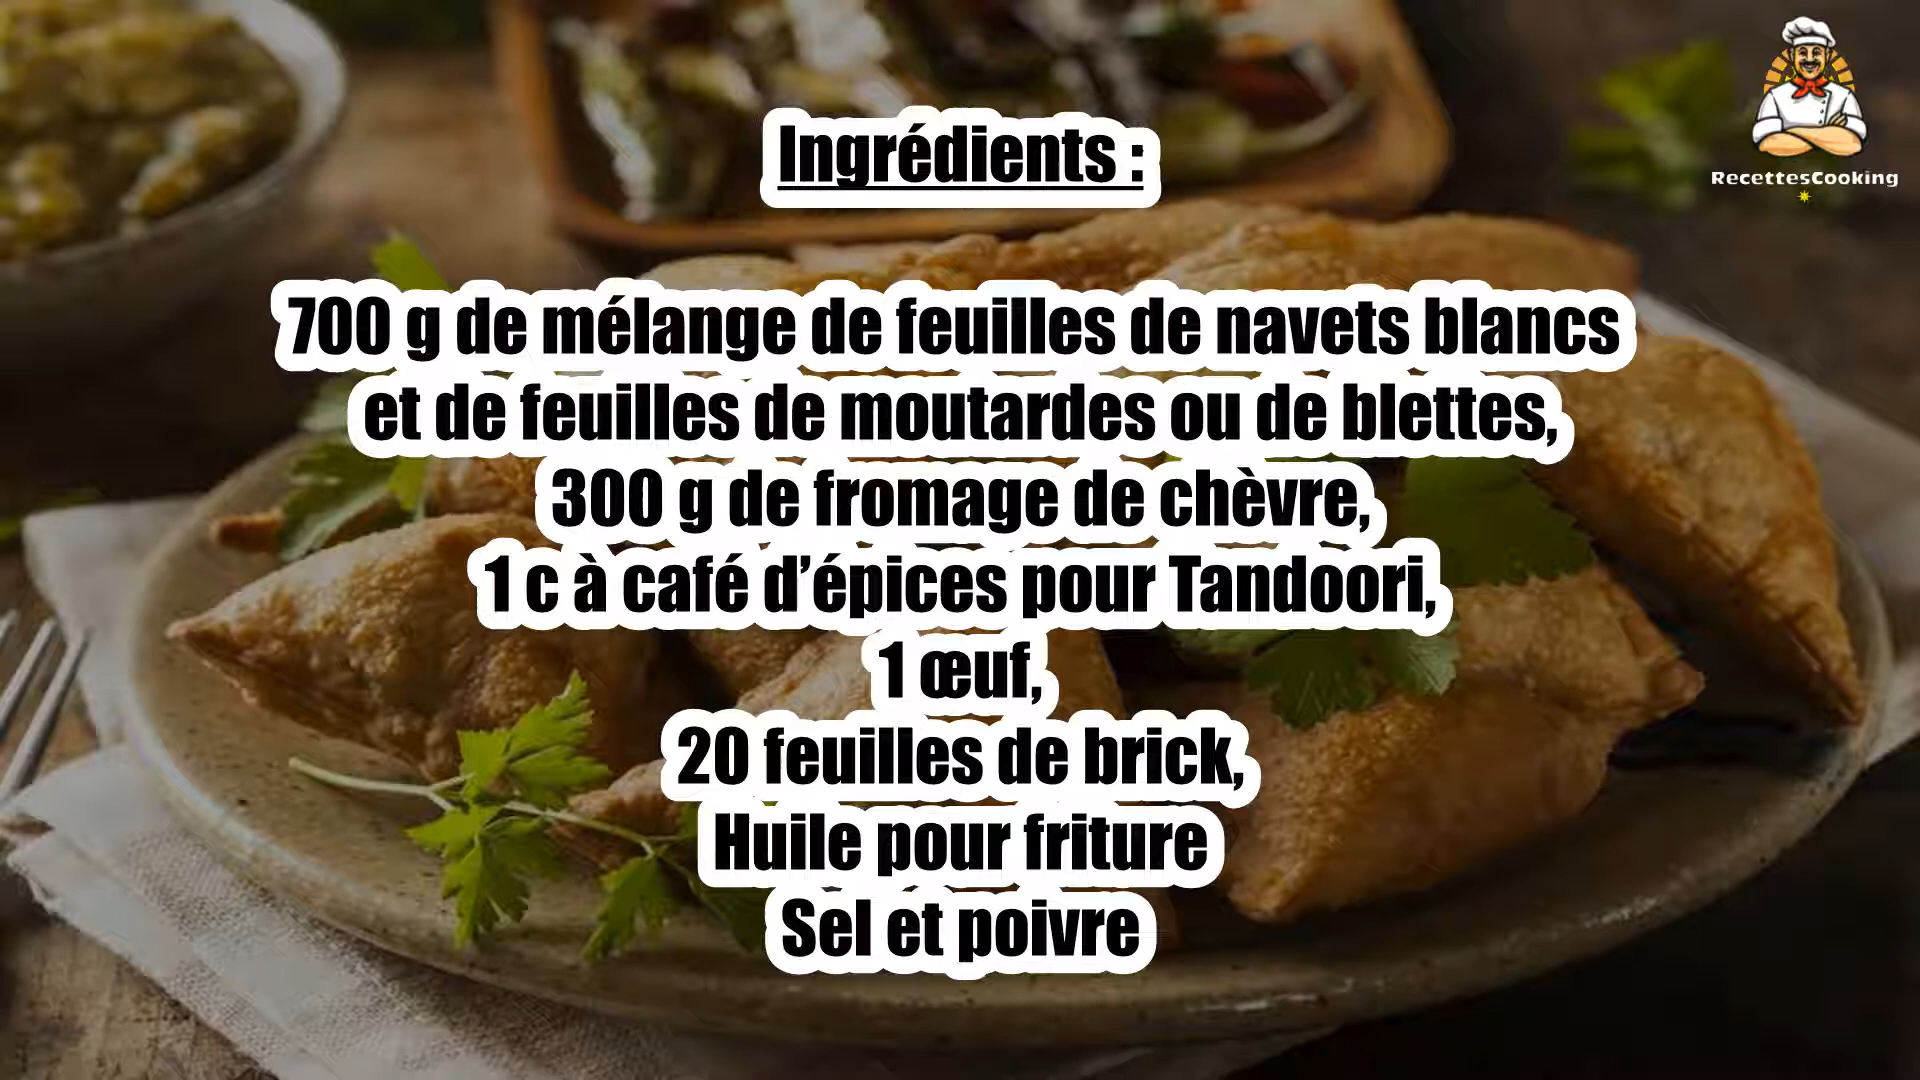 RecettesCooking
Ingrédients :
700 g de mélange de feuilles de navets blancs
et de feuilles de moutardes ou de blettes,
300 g de fromage de chèvre,
1 c à café d’épices pour Tandoori,
1 œuf,
20 feuilles de brick,
Huile pour friture
Sel et poivre